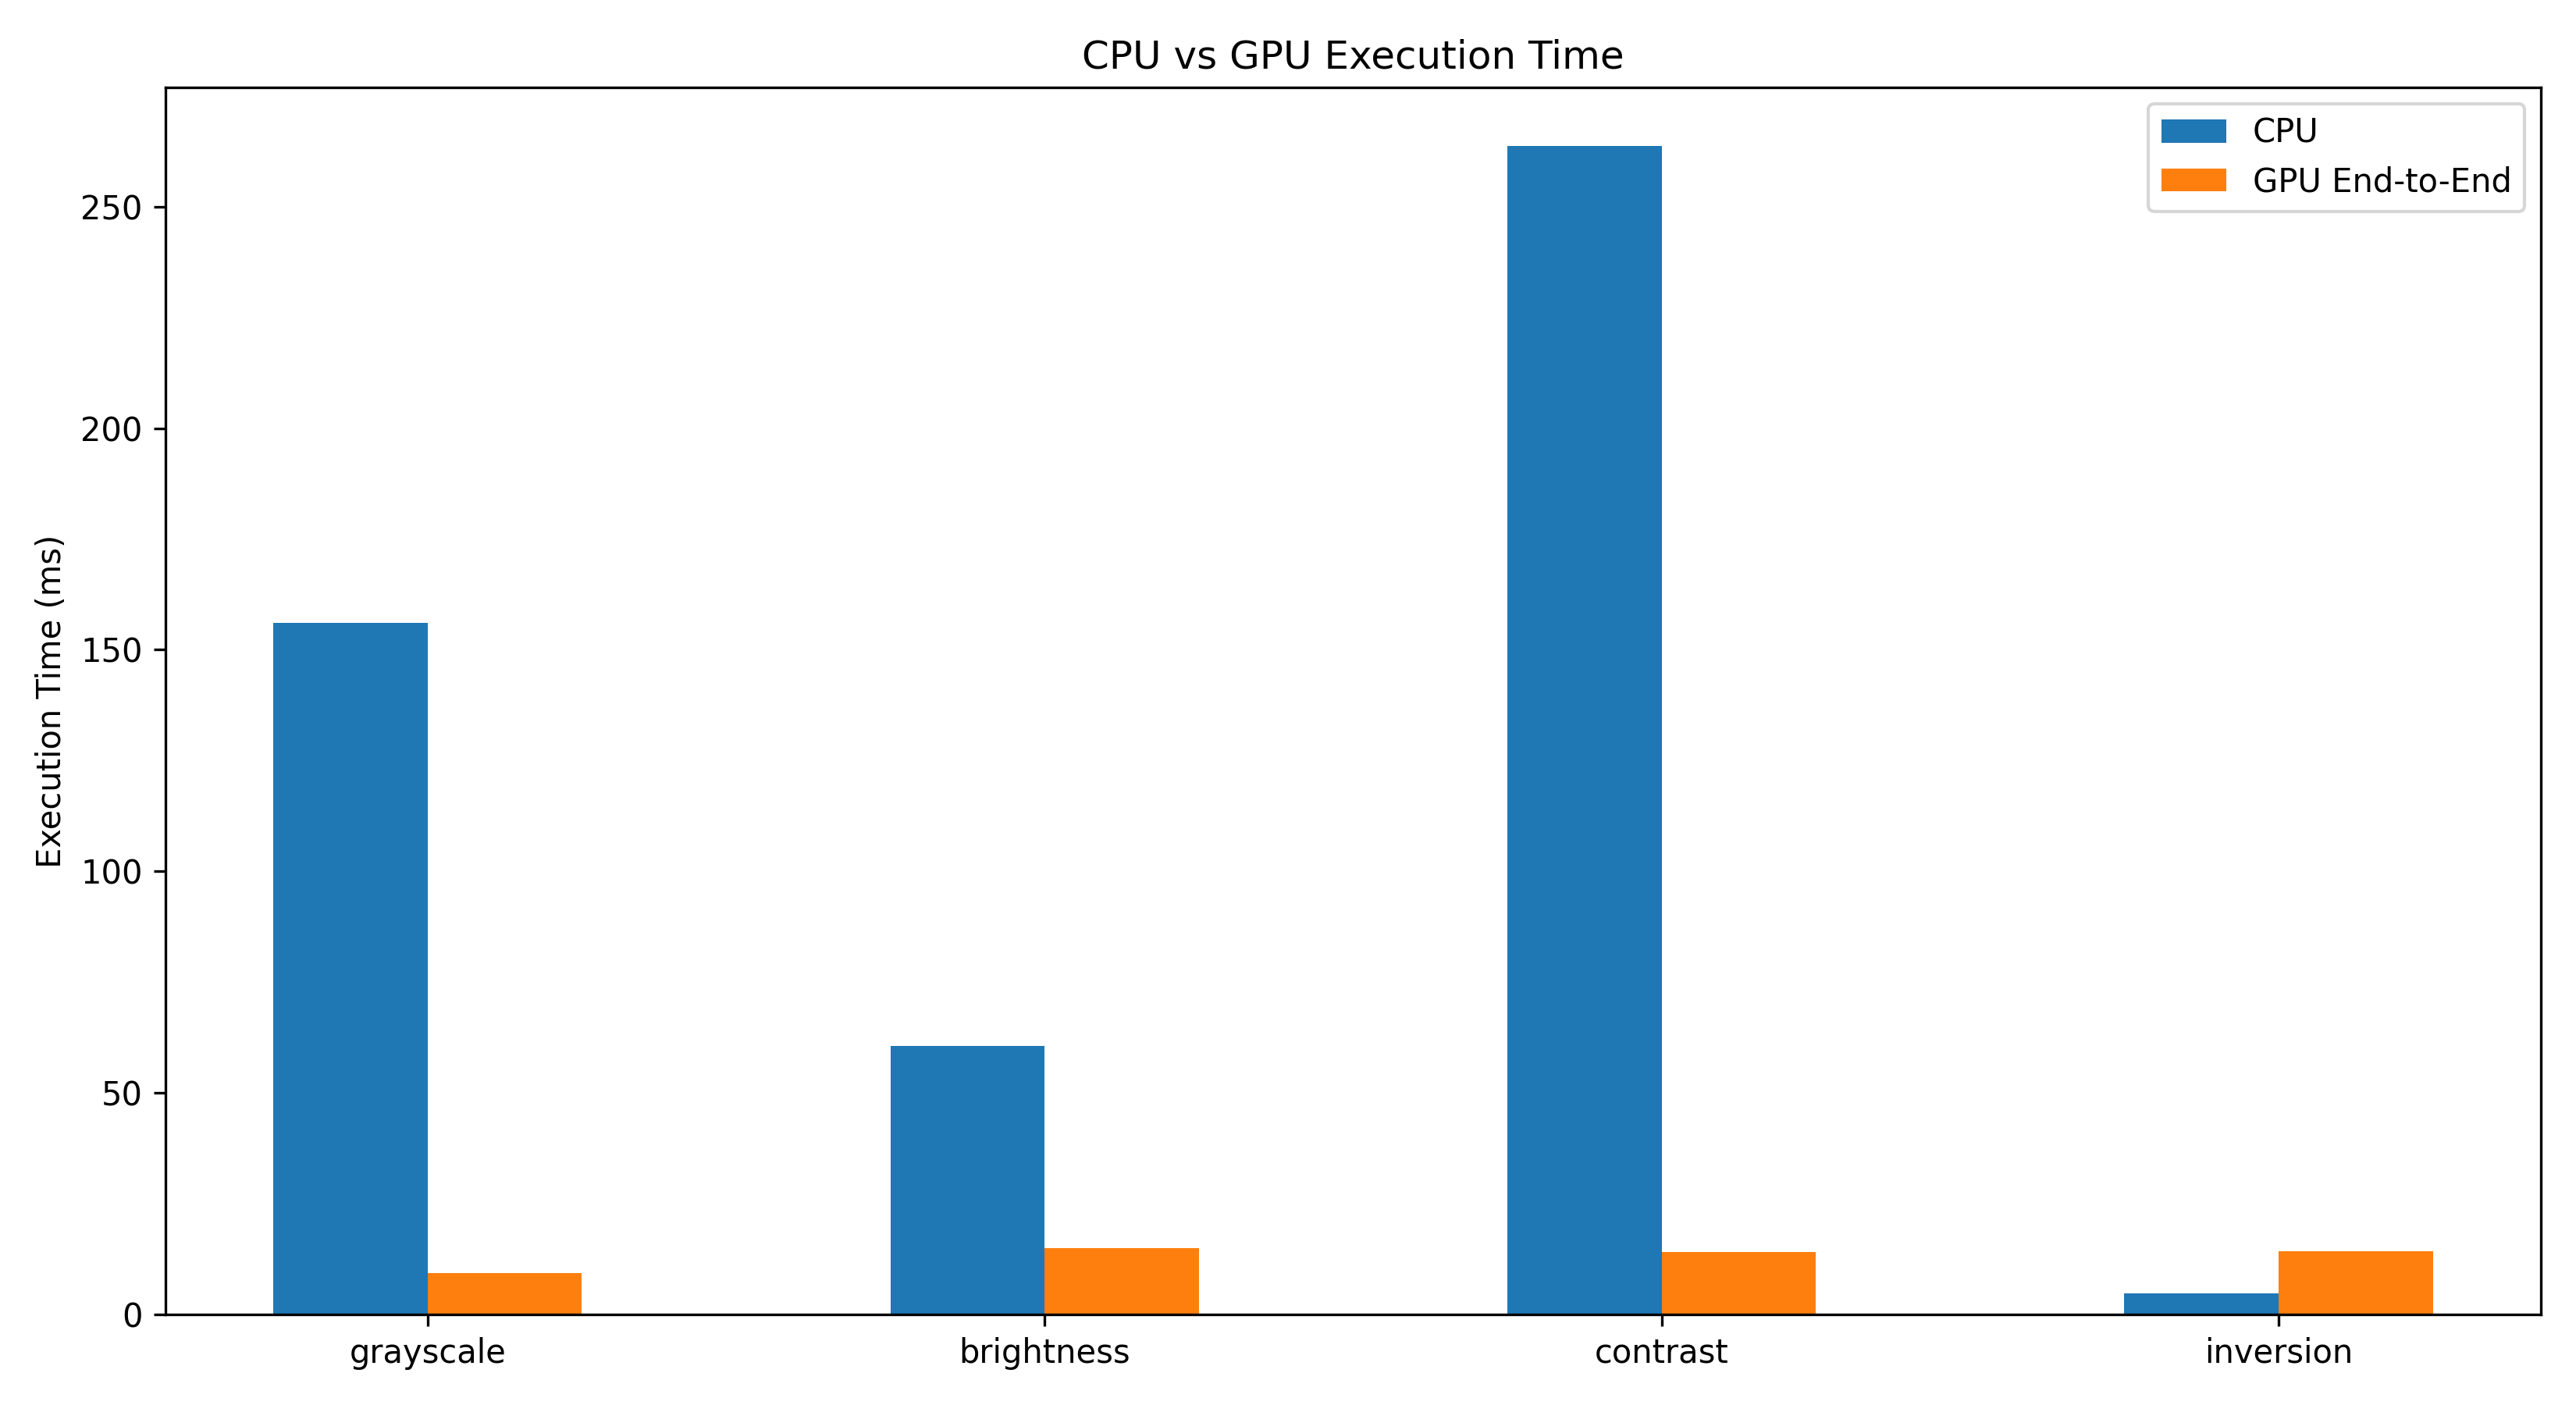 CPU vs GPU Execution Time
CPU
GPU End-to-End
Execution Time (ms)
250
200
150
100
50
0
grayscale
brightness
contrast
inversion